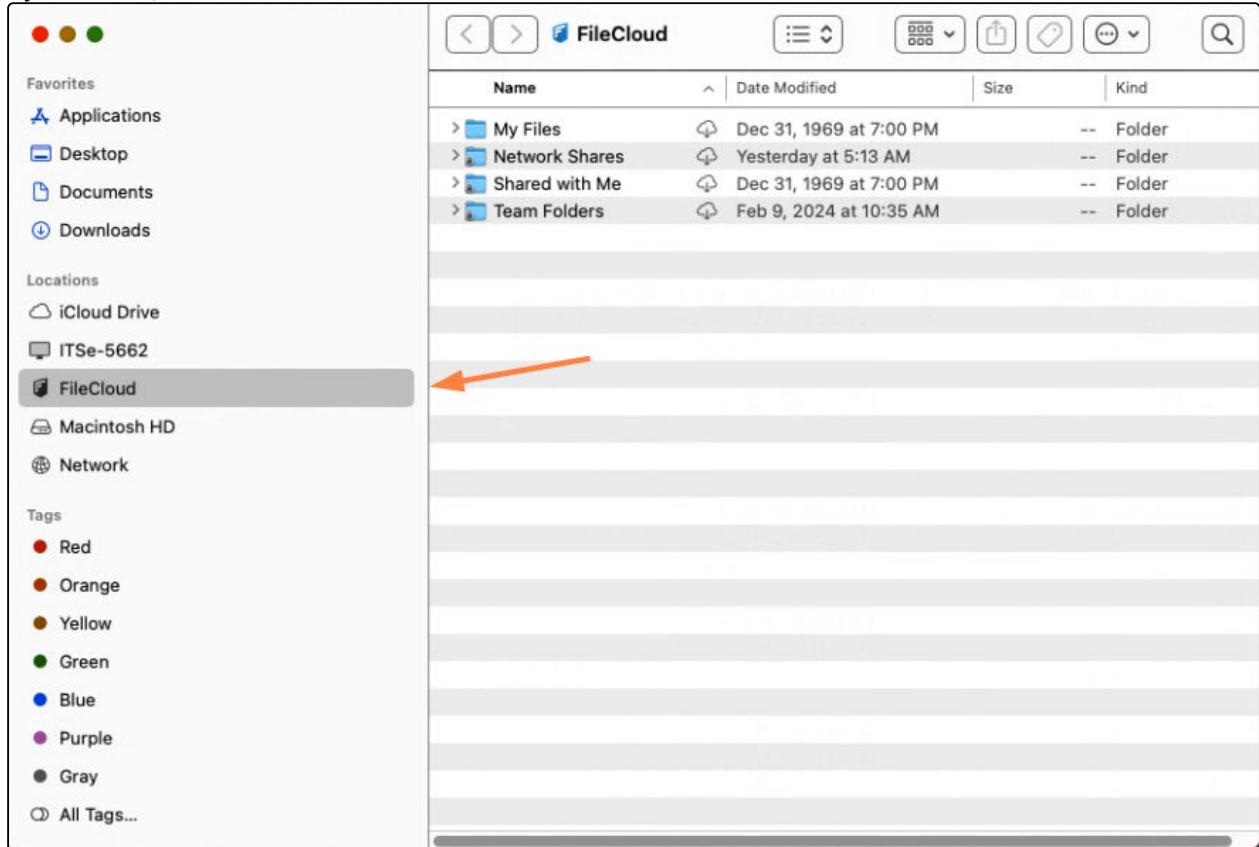 FileCloud
Favorites
Applications
Desktop
Documents
Downloads
Locations
iCloud Drive
ITSe-5662
FileCloud
Macintosh HD
Network
Tags
Red
Orange
Yellow
Green
Blue
Purple
Gray
All Tags...
Name Date Modified Size Kind
My Files Dec 31, 1969 at 7:00 PM -- Folder
Network Shares Yesterday at 5:13 AM -- Folder
Shared with Me Dec 31, 1969 at 7:00 PM -- Folder
Team Folders Feb 9, 2024 at 10:35 AM -- Folder